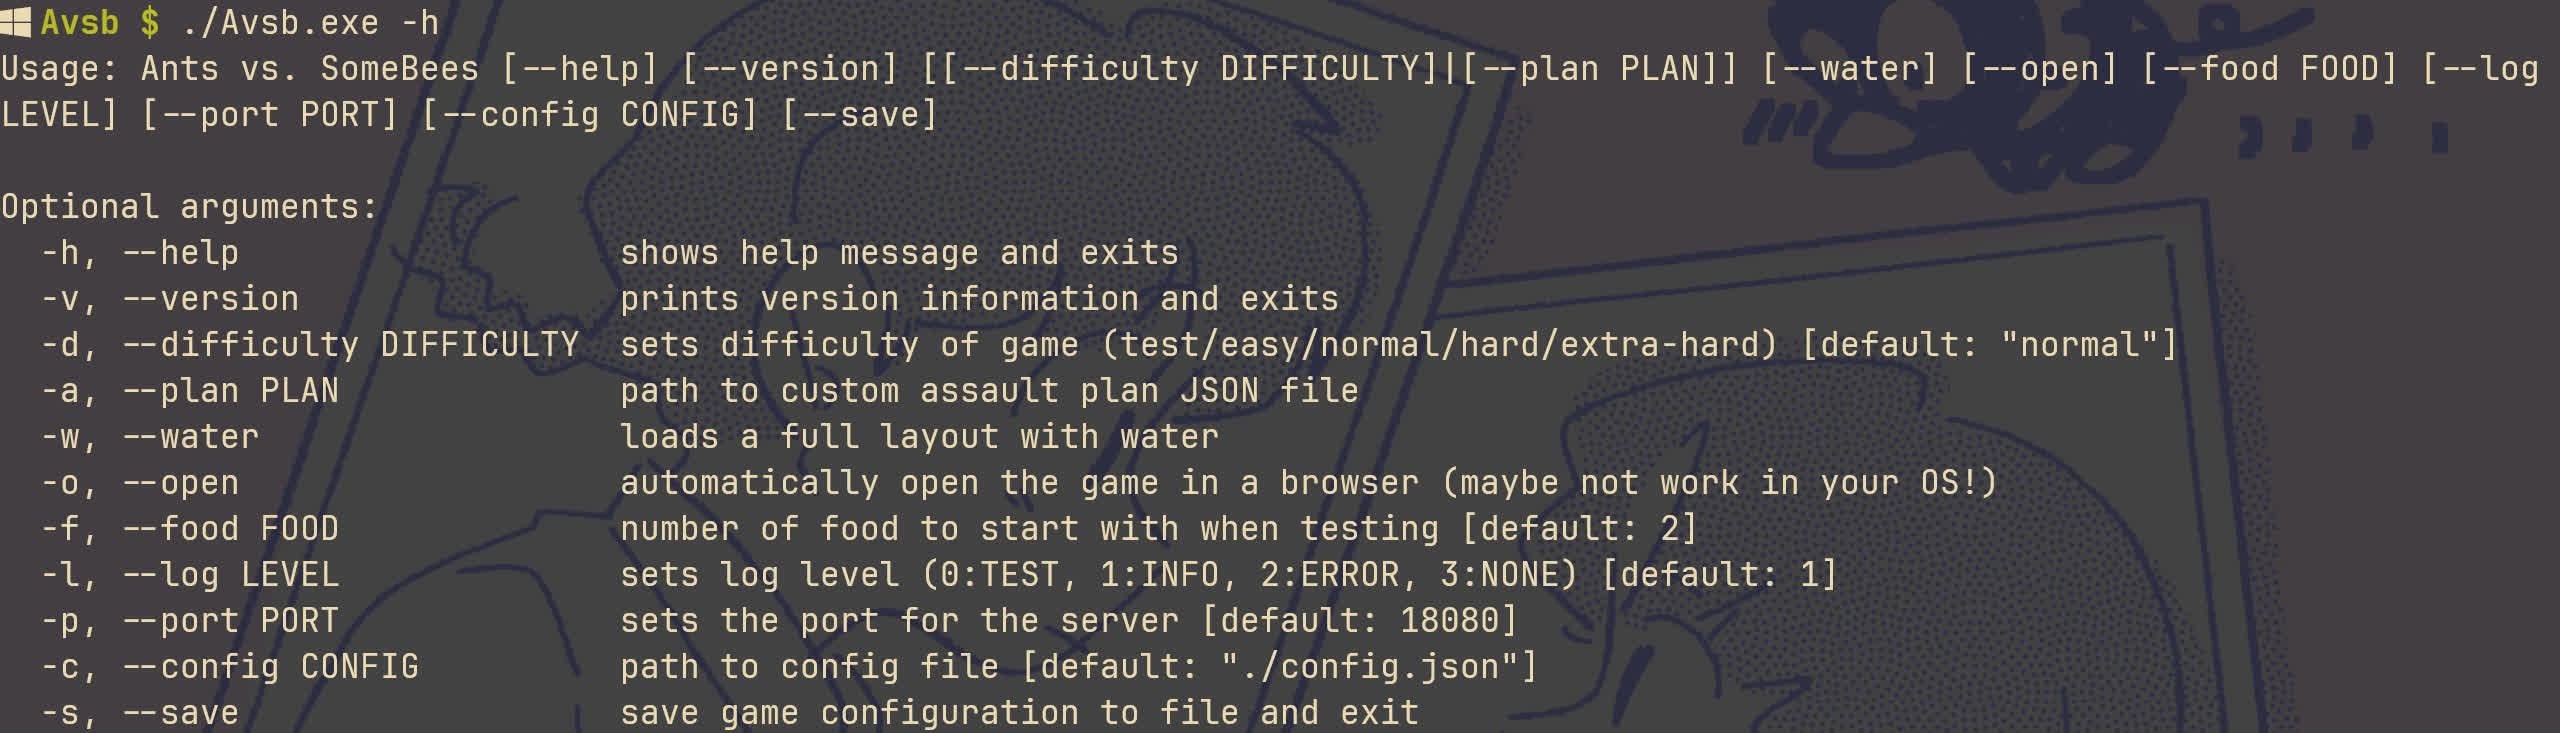 Avsb $ ./Avsb.exe -h
Usage: Ants vs. SomeBees [--help] [--version] [[--difficulty DIFFICULTY]|[--plan PLAN]] [--water] [--open] [--food FOOD] [--log
LEVEL] [--port PORT] [--config CONFIG] [--save]
Optional arguments:
-h, --help shows help message and exits
-v, --version prints version information and exits
-d, --difficulty DIFFICULTY sets difficulty of game (test/easy/normal/hard/extra-hard) [default: "normal"]
-a, --plan PLAN path to custom assault plan JSON file
-w, --water loads a full layout with water
-o, --open automatically open the game in a browser (maybe not work in your OS!)
-f, --food FOOD number of food to start with when testing [default: 2]
-l, --log LEVEL sets log level (0:TEST, 1:INFO, 2:ERROR, 3:NONE) [default: 1]
-p, --port PORT sets the port for the server [default: 18080]
-c, --config CONFIG path to config file [default: "./config.json"]
-s, --save save game configuration to file and exit